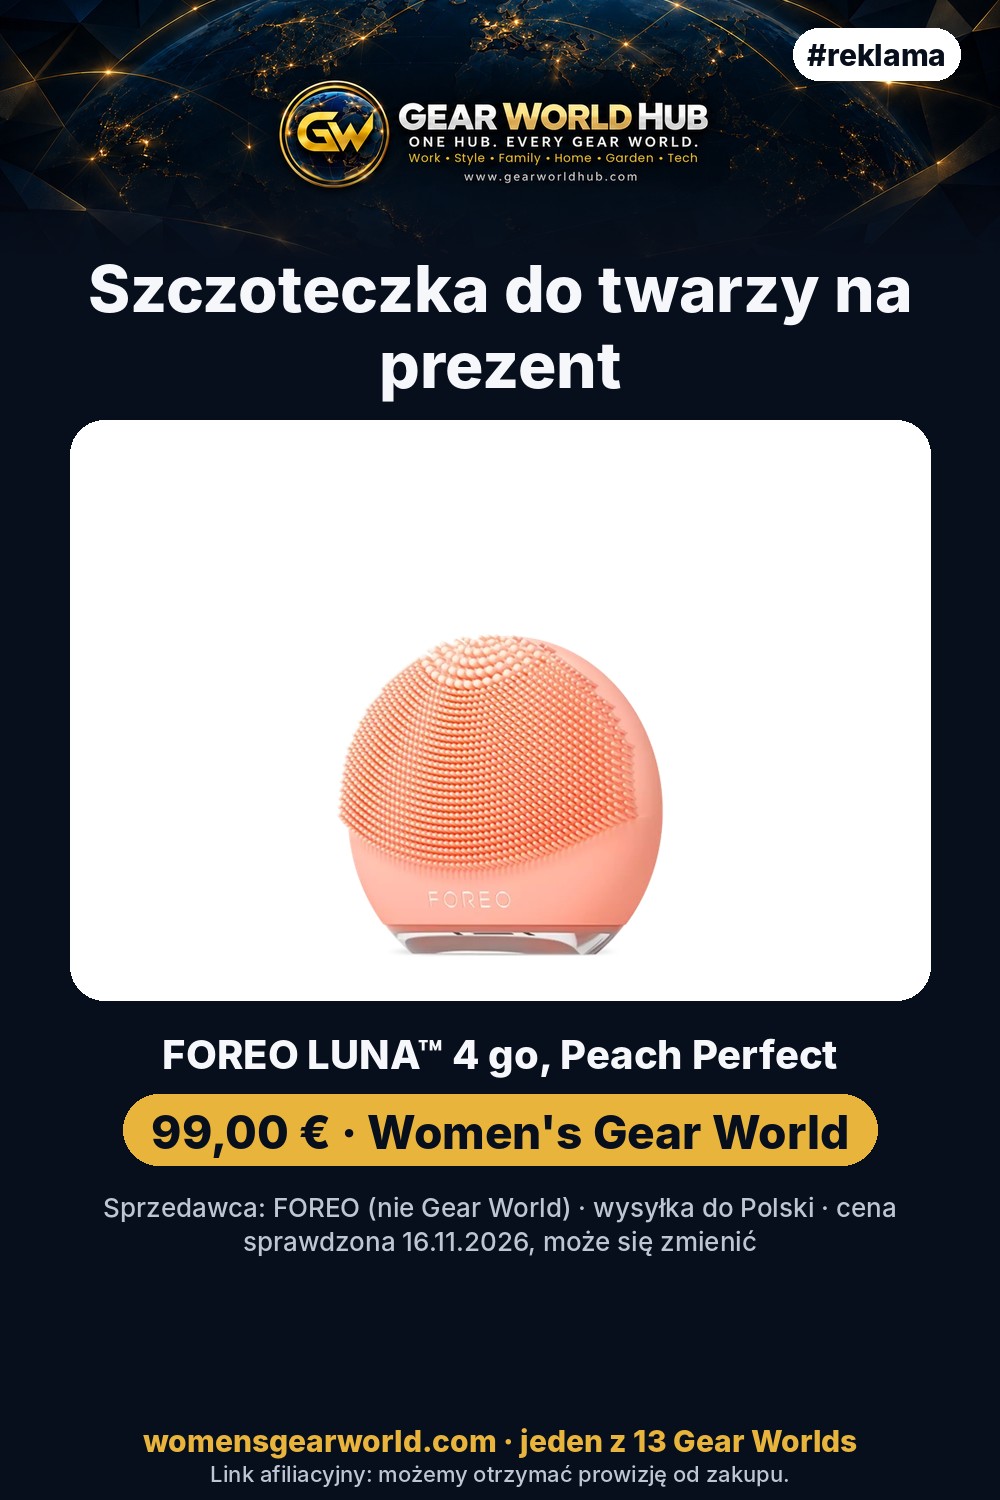 #reklama
GW
GEAR WORLD HUB
ONE HUB. EVERY GEAR WORLD.
Work • Style • Family • Home • Garden • Tech
www.gearworldhub.com
Szczoteczka do twarzy na
prezent
FOREO
FOREO LUNA™ 4 go, Peach Perfect
99,00 € · Women's Gear World
Sprzedawca: FOREO (nie Gear World) · wysyłka do Polski · cena
sprawdzona 16.11.2026, może się zmienić
womensgearworld.com · jeden z 13 Gear Worlds
Link afiliacyjny: możemy otrzymać prowizję od zakupu.